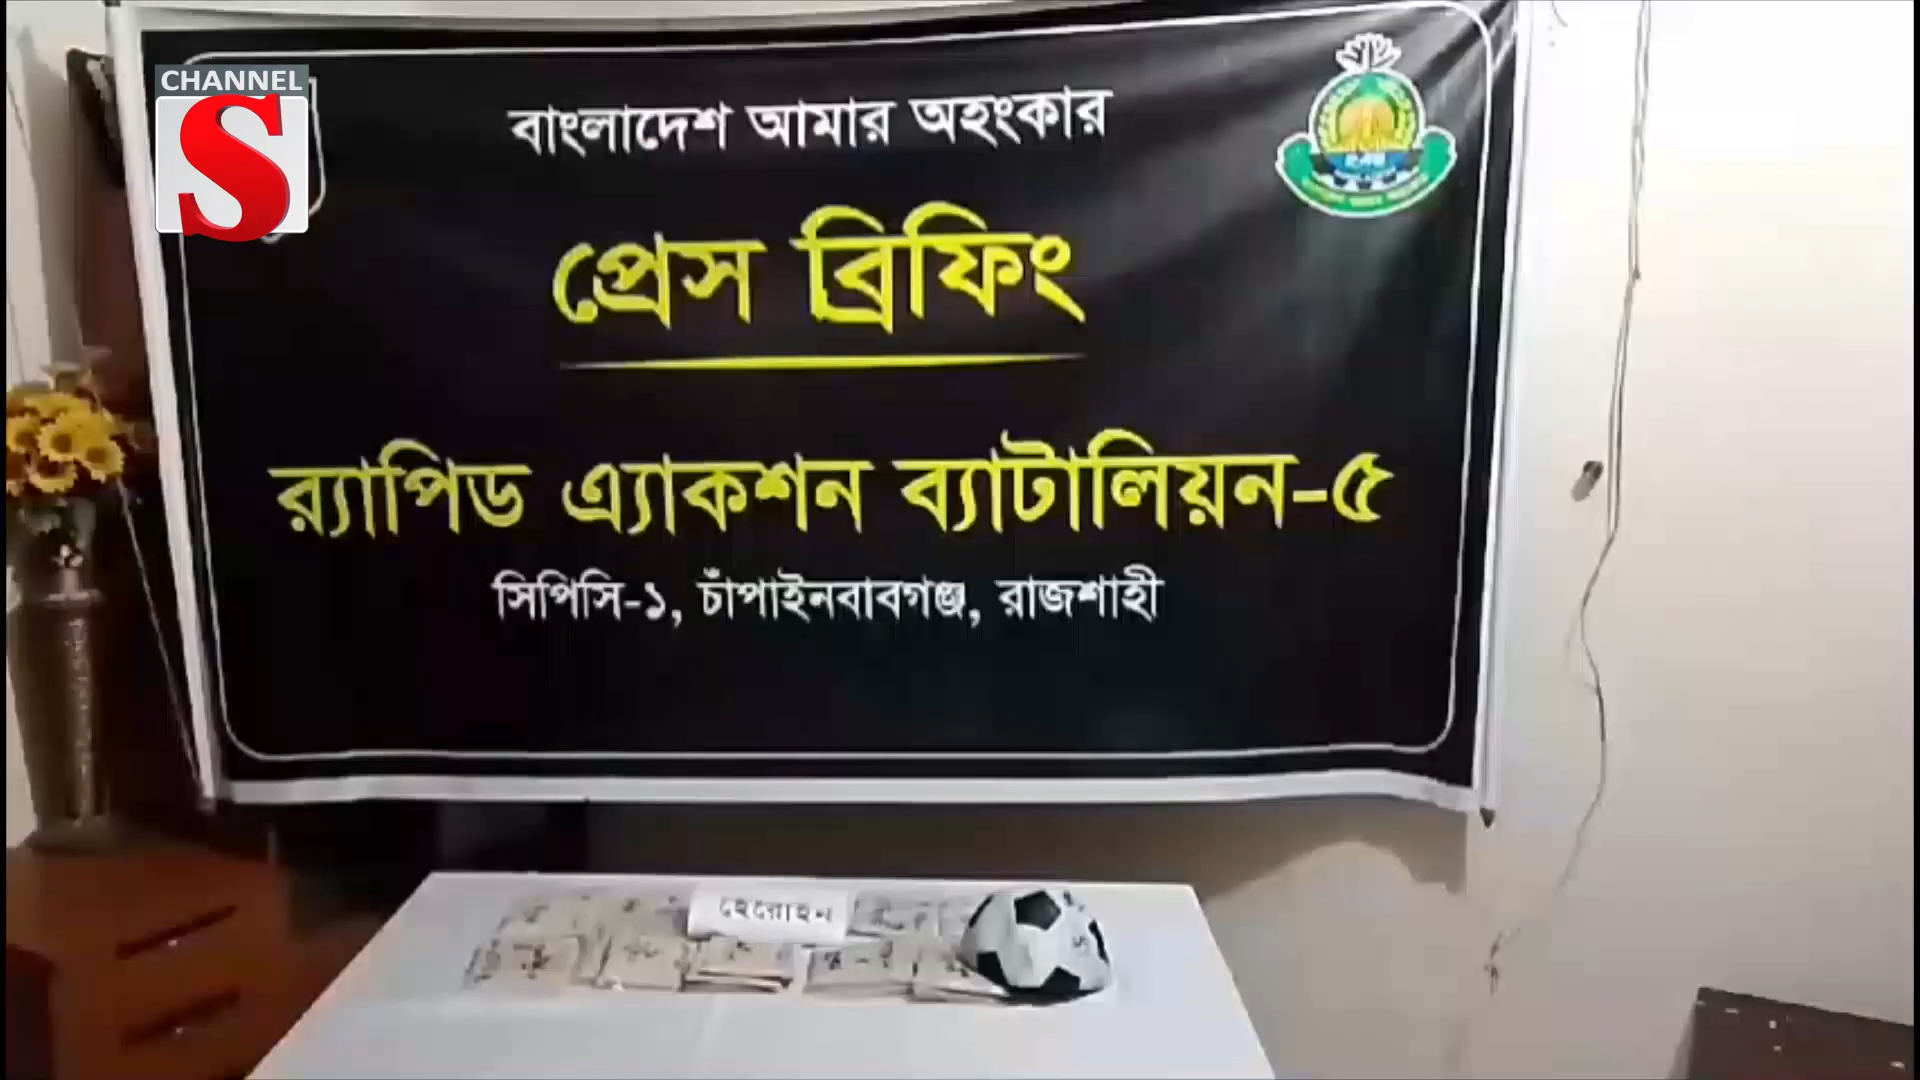 CHANNEL
S
বাংলাদেশ আমার অহংকার
প্রেস ব্রিফিং
র‍্যাপিড এ্যাকশন ব্যাটালিয়ন-৫
সিপিসি-১, চাঁপাইনবাবগঞ্জ, রাজশাহী
হেরোইন